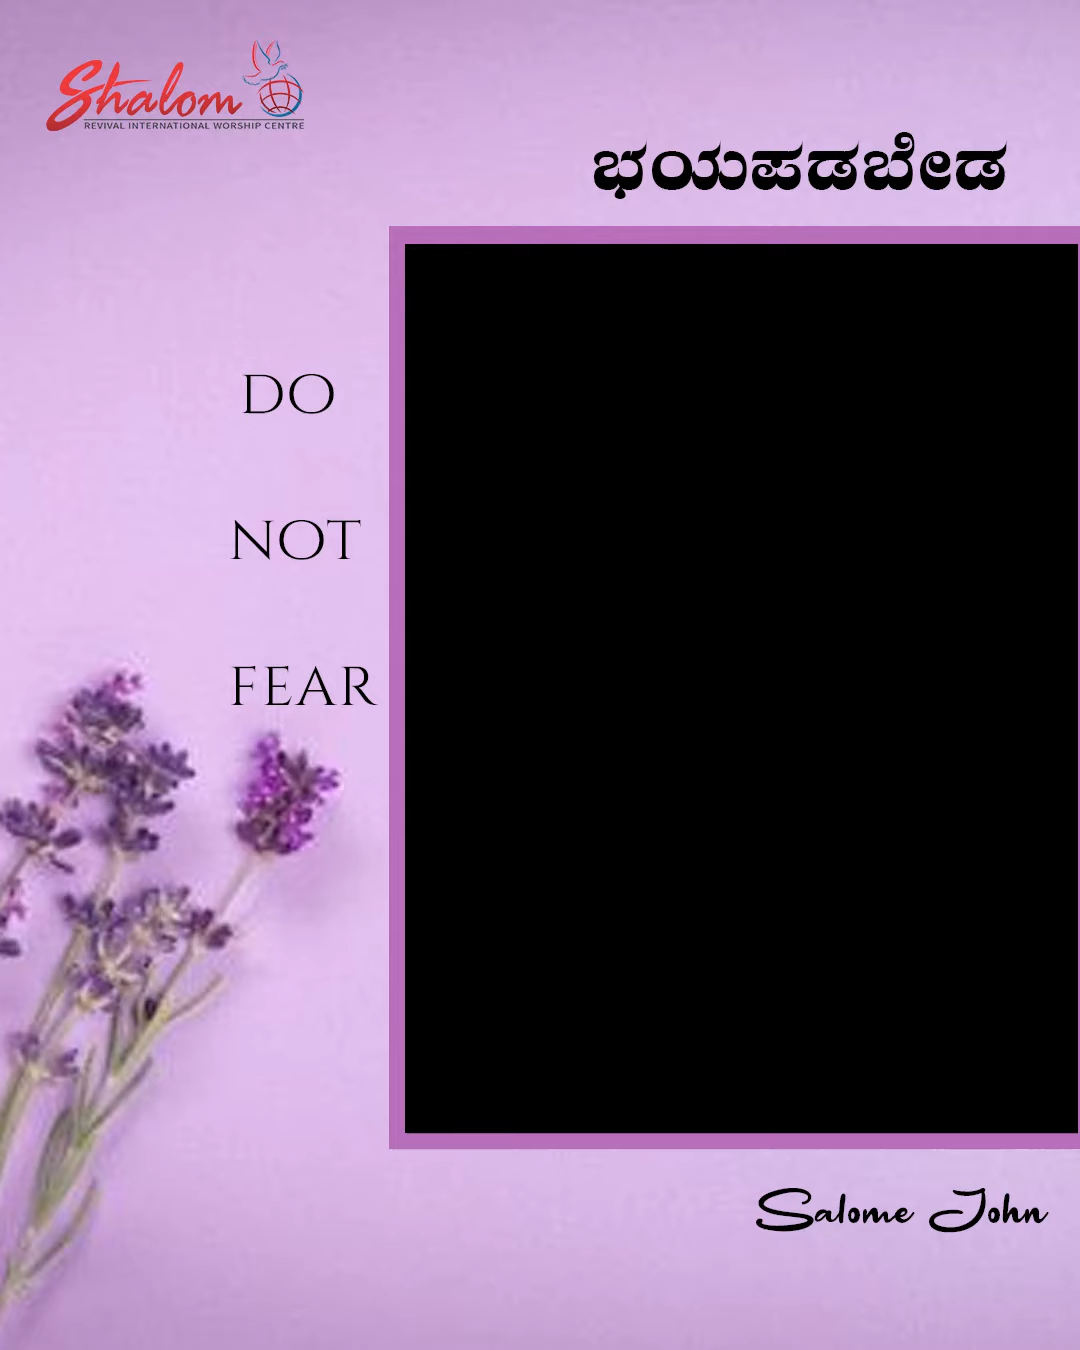 Shalom
REVIVAL INTERNATIONAL WORSHIP CENTRE
ಭಯಪಡಬೇಡ
DO
NOT
FEAR
Salome John